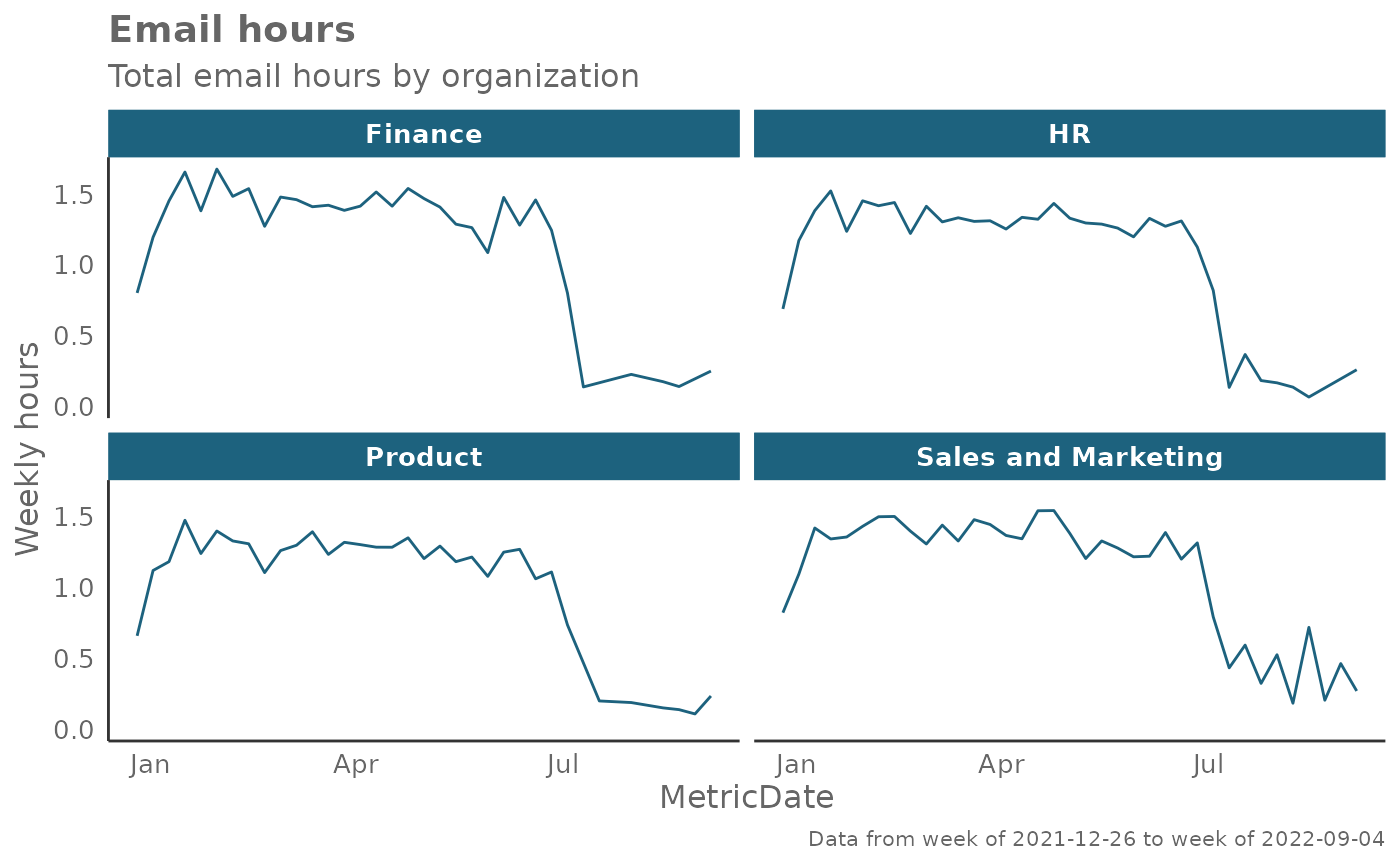 Email hours
Total email hours by organization
Finance
HR
1.5
1.0
0.5
0.0
Product
Sales and Marketing
1.5
1.0
0.5
0.0
Weekly hours
Jan Apr Jul
Jan Apr Jul
MetricDate
Data from week of 2021-12-26 to week of 2022-09-04